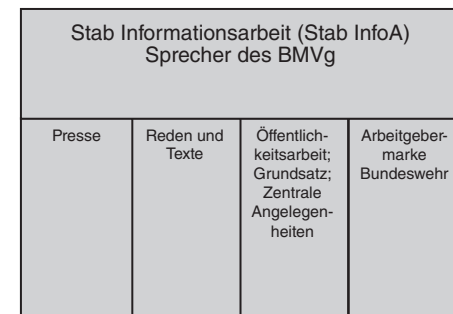 Stab Informationsarbeit (Stab InfoA)
Sprecher des BMVg
Presse
Reden und
Texte
Öffentlich-
keitsarbeit;
Grundsatz;
Zentrale
Angelegen-
heiten
Arbeitgeber-
marke
Bundeswehr